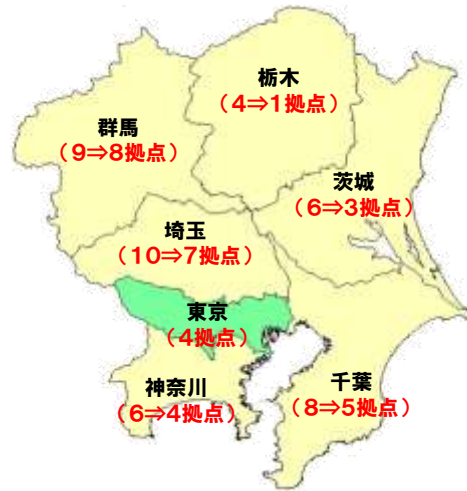 栃木
（4⇒1拠点）
群馬
（9⇒8拠点）
茨城
（6⇒3拠点）
埼玉
（10⇒7拠点）
東京
（4拠点）
神奈川
（6⇒4拠点）
千葉
（8⇒5拠点）